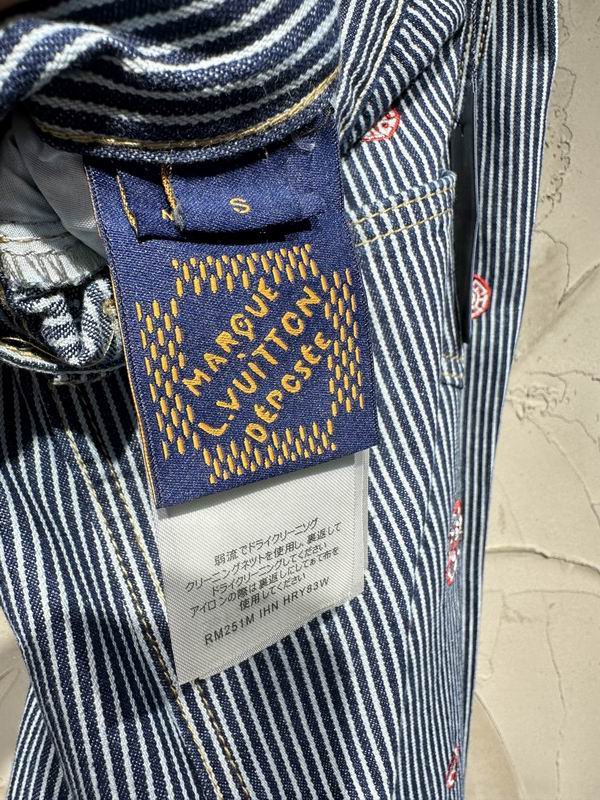 S
MARQUE
L.VUITTON
DÉPOSÉE
弱流でドライクリーニング
クリーニングネットを使用し、裏返して
ドライクリーニングしてください
アイロンの際は裏返しにしてあて布を
使用してください
RM251M IHN HRY83W